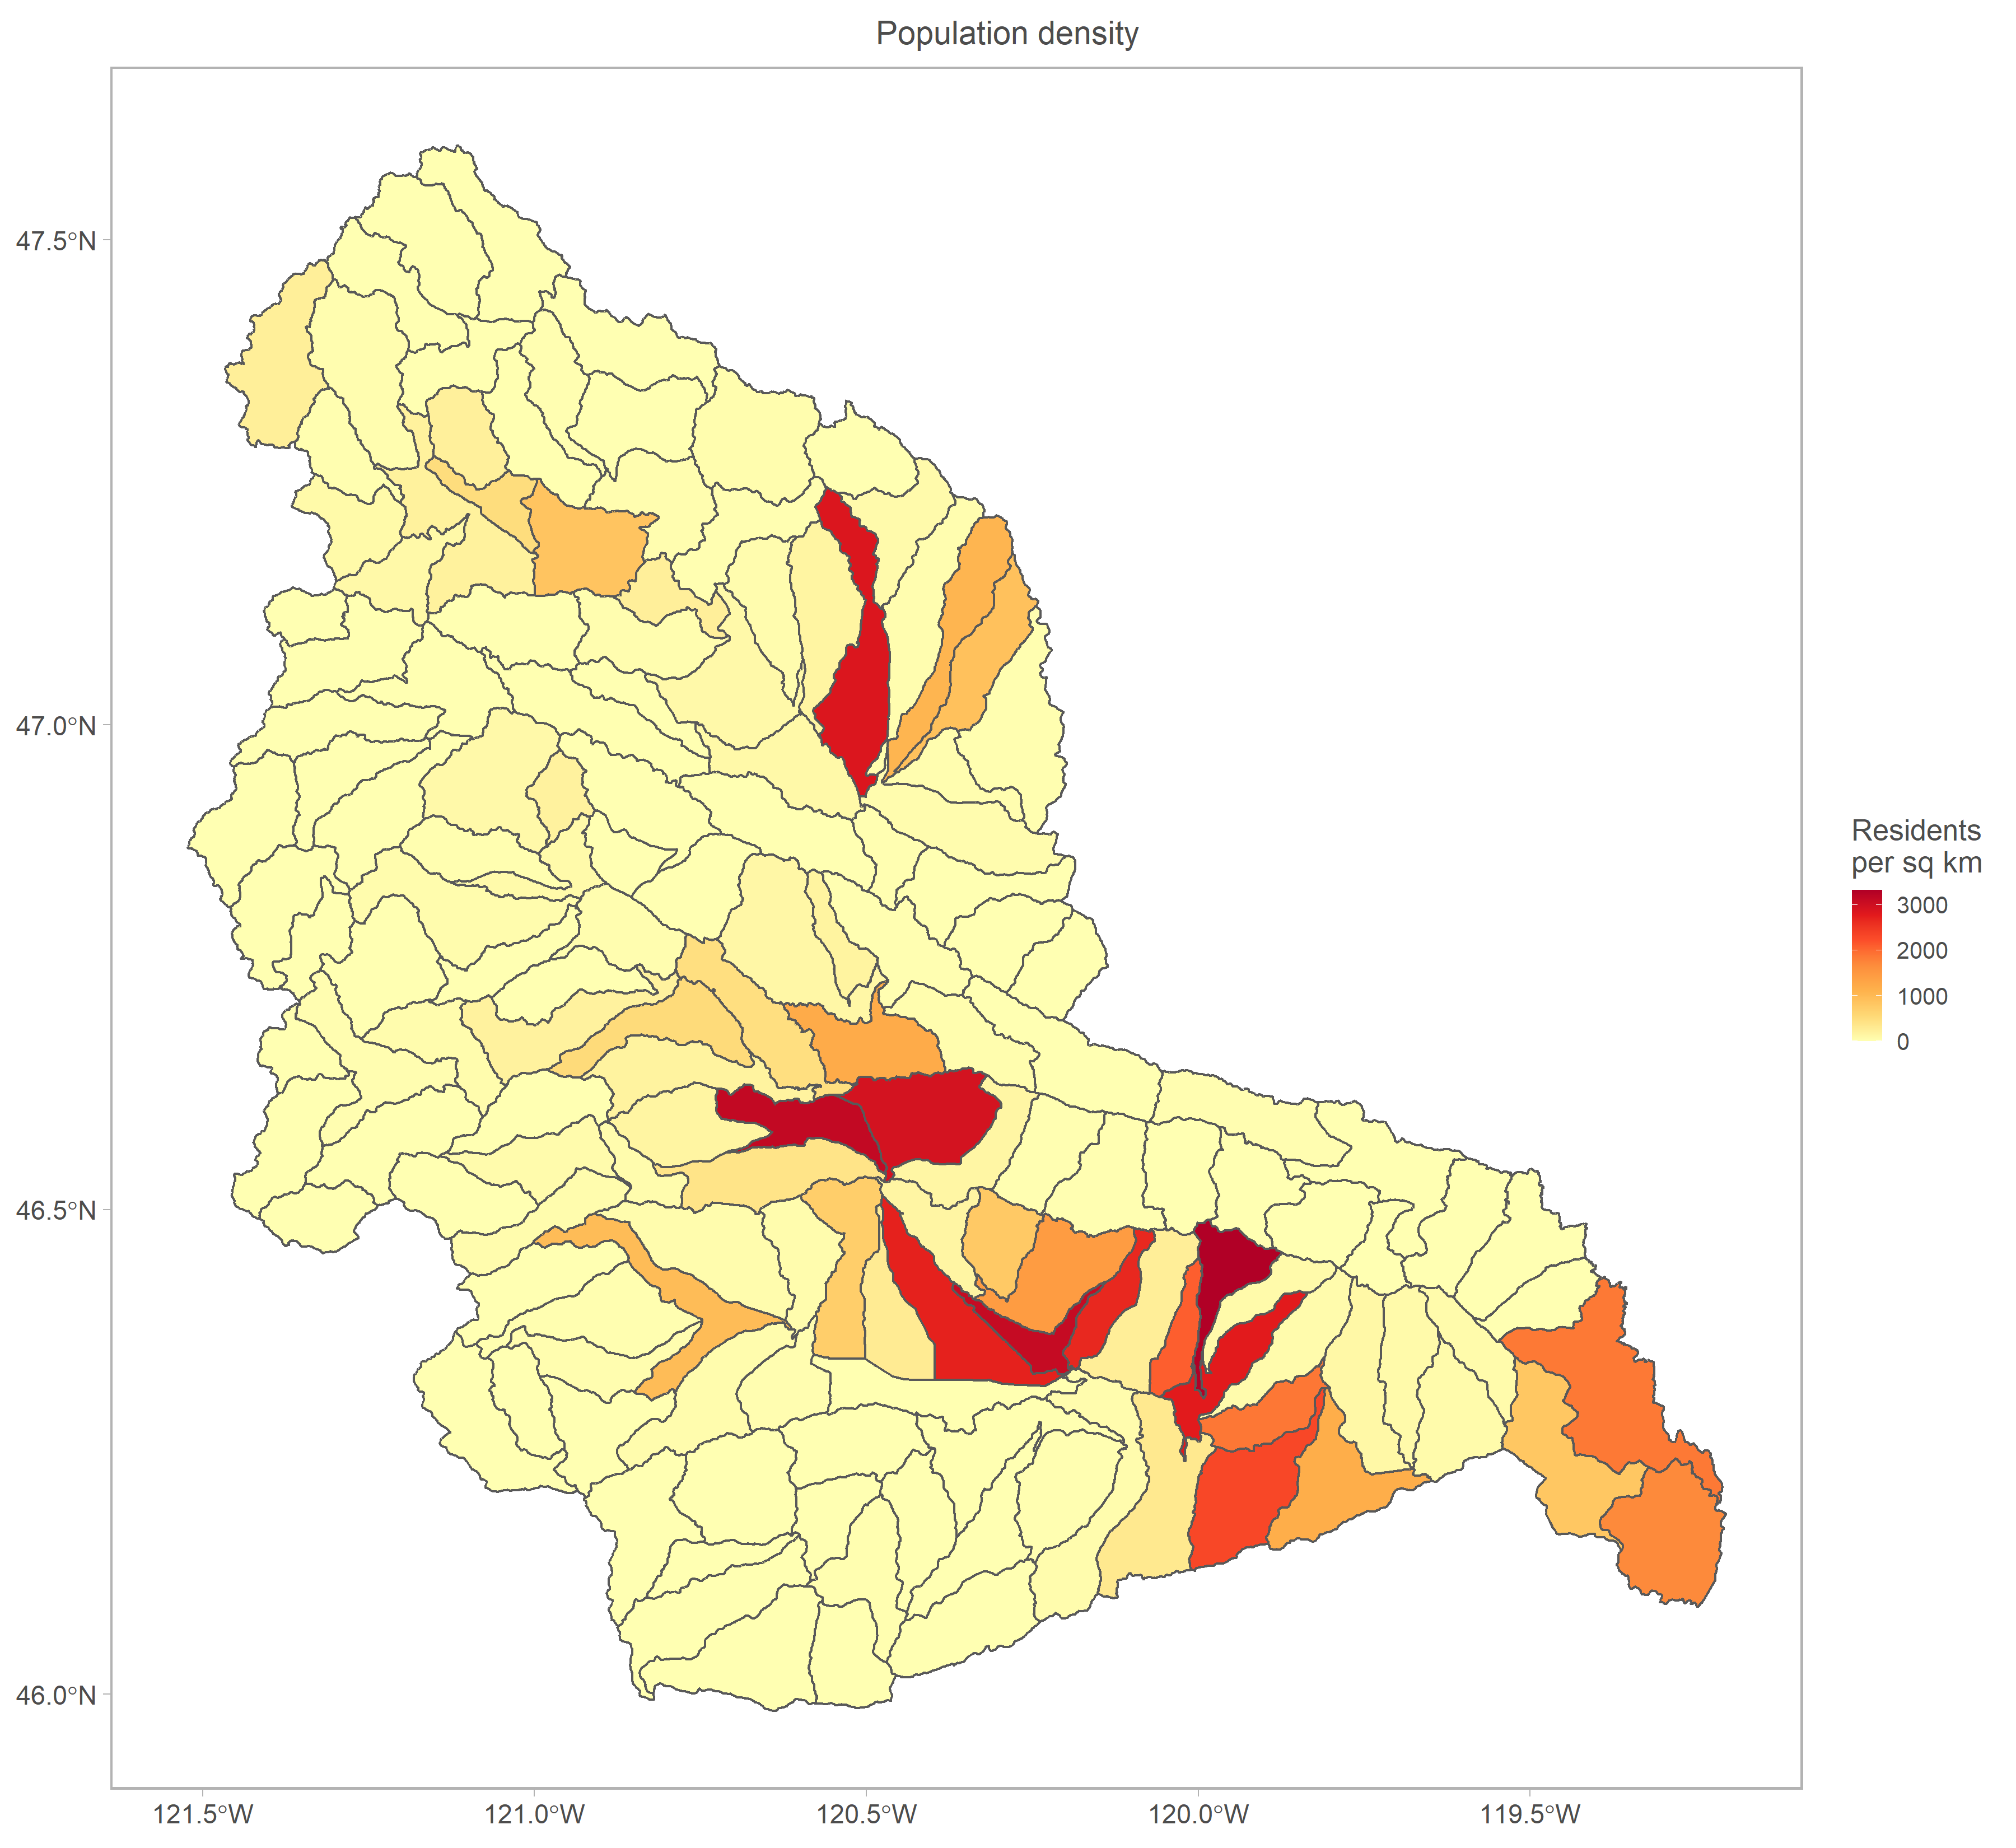 Population density
47.5°N
47.0°N
46.5°N
46.0°N
121.5°W
121.0°W
120.5°W
120.0°W
119.5°W
Residents
per sq km
3000
2000
1000
0